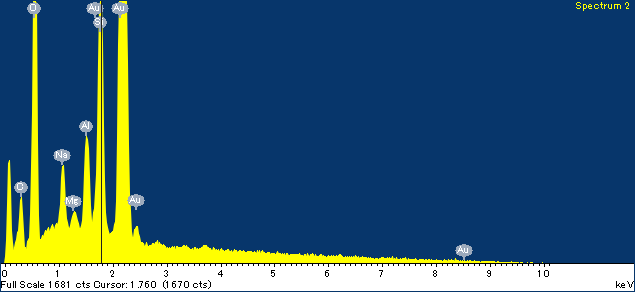 Spectrum 2
O Au Au
Si
Al
Na
C Mg Au
Au
0 1 2 3 4 5 6 7 8 9 10
Full Scale 1681 cts Cursor: 1.760 (1670 cts) keV